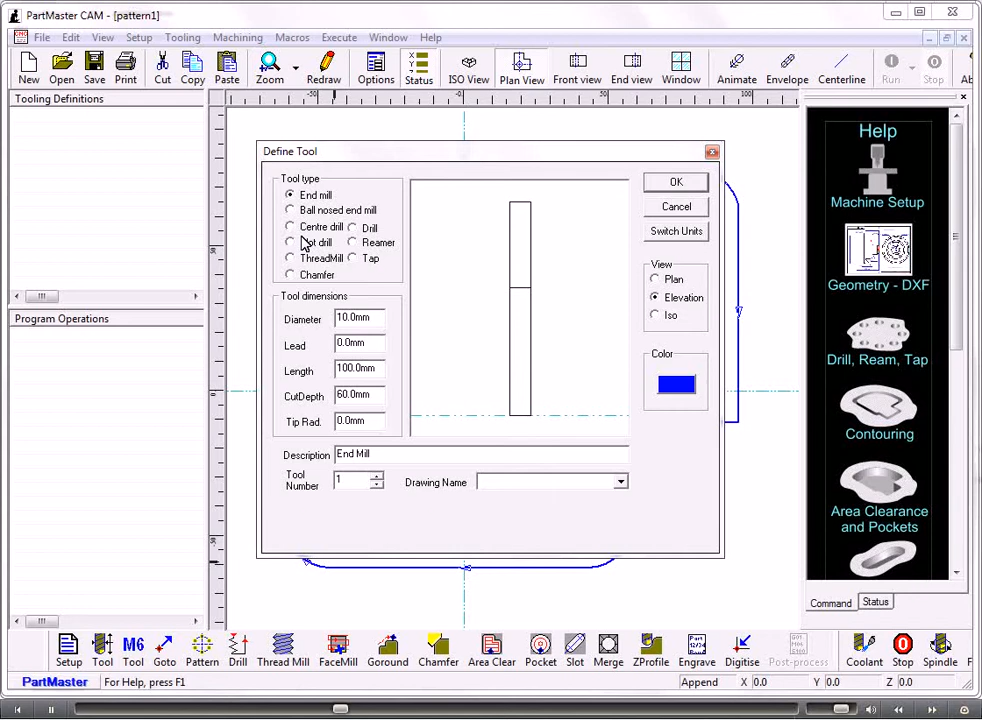 PartMaster CAM - [pattern1]
File Edit View Setup Tooling Machining Macros Execute Window Help
New Open Save Print Cut Copy Paste Zoom Redraw Options Status ISO View Plan View Front view End view Window Animate Envelope Centerline Run Stop
Tooling Definitions
-50 -0 50 100
Help
Machine Setup
Geometry - DXF
Drill, Ream, Tap
Contouring
Area Clearance
and Pockets
Define Tool
Tool type
End mill
Ball nosed end mill
Centre drill Drill
Reamer
ThreadMill Tap
Chamfer
OK
Cancel
Switch Units
View
Plan
Elevation
Iso
Color
Tool dimensions
Diameter 10.0mm
Lead 0.0mm
Length 100.0mm
CutDepth 60.0mm
Tip Rad. 0.0mm
Description End Mill
Tool
Number 1 Drawing Name
Program Operations
Command Status
Setup Tool M6 Tool Goto Pattern Drill Thread Mill FaceMill Goround Chamfer Area Clear Pocket Slot Merge ZProfile Engrave Digitise Post-process Coolant Stop Spindle
PartMaster For Help, press F1 Append X 0.0 Y 0.0 Z 0.0